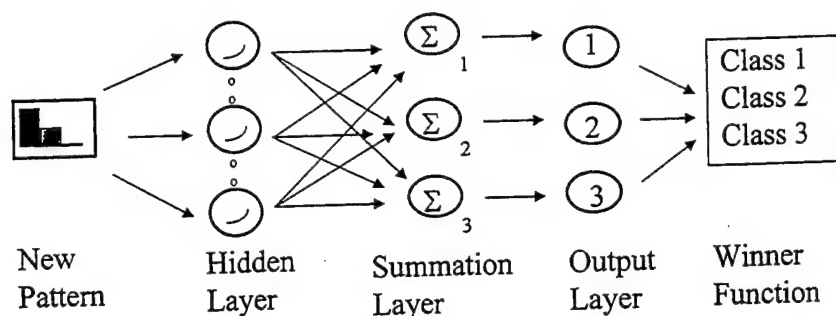 Σ 1
1
Class 1
Class 2
Class 3
Σ 2
2
Σ 3
3
New Pattern
Hidden Layer
Summation Layer
Output Layer
Winner Function